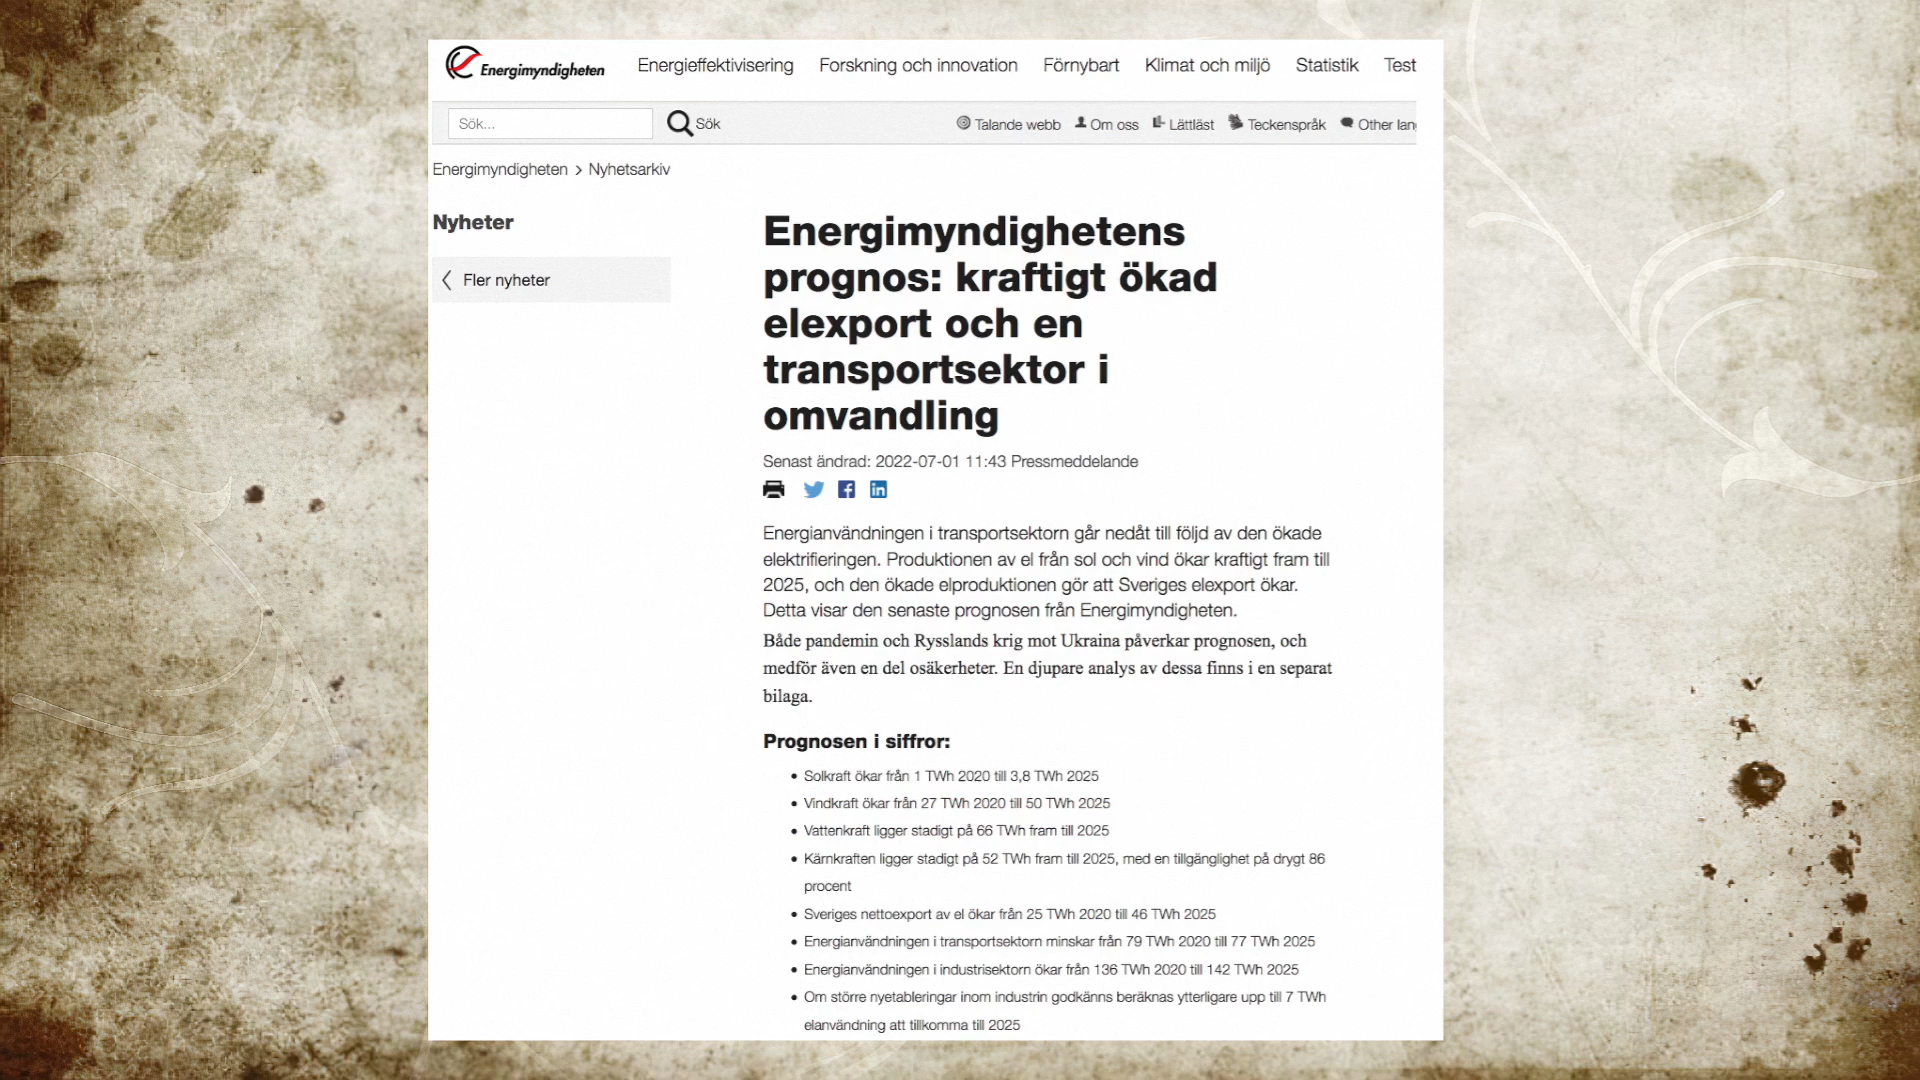 Energimyndigheten
Energieffektivisering Forskning och innovation Förnybart Klimat och miljö Statistik Test
Sök... Sök Talande webb Om oss Lättläst Teckenspråk Other lan
Energimyndigheten > Nyhetsarkiv
Nyheter
Fler nyheter
Energimyndighetens
prognos: kraftigt ökad
elexport och en
transportsektor i
omvandling
Senast ändrad: 2022-07-01 11:43 Pressmeddelande
Energianvändningen i transportsektorn går nedåt till följd av den ökade
elektrifieringen. Produktionen av el från sol och vind ökar kraftigt fram till
2025, och den ökade elproduktionen gör att Sveriges elexport ökar.
Detta visar den senaste prognosen från Energimyndigheten.
Både pandemin och Rysslands krig mot Ukraina påverkar prognosen, och
medför även en del osäkerheter. En djupare analys av dessa finns i en separat
bilaga.
Prognosen i siffror:
• Solkraft ökar från 1 TWh 2020 till 3,8 TWh 2025
• Vindkraft ökar från 27 TWh 2020 till 50 TWh 2025
• Vattenkraft ligger stadigt på 66 TWh fram till 2025
• Kärnkraften ligger stadigt på 52 TWh fram till 2025, med en tillgänglighet på drygt 86
procent
• Sveriges nettoexport av el ökar från 25 TWh 2020 till 46 TWh 2025
• Energianvändningen i transportsektorn minskar från 79 TWh 2020 till 77 TWh 2025
• Energianvändningen i industrisektorn ökar från 136 TWh 2020 till 142 TWh 2025
• Om större nyetableringar inom industrin godkänns beräknas ytterligare upp till 7 TWh
elanvändning att tillkomma till 2025